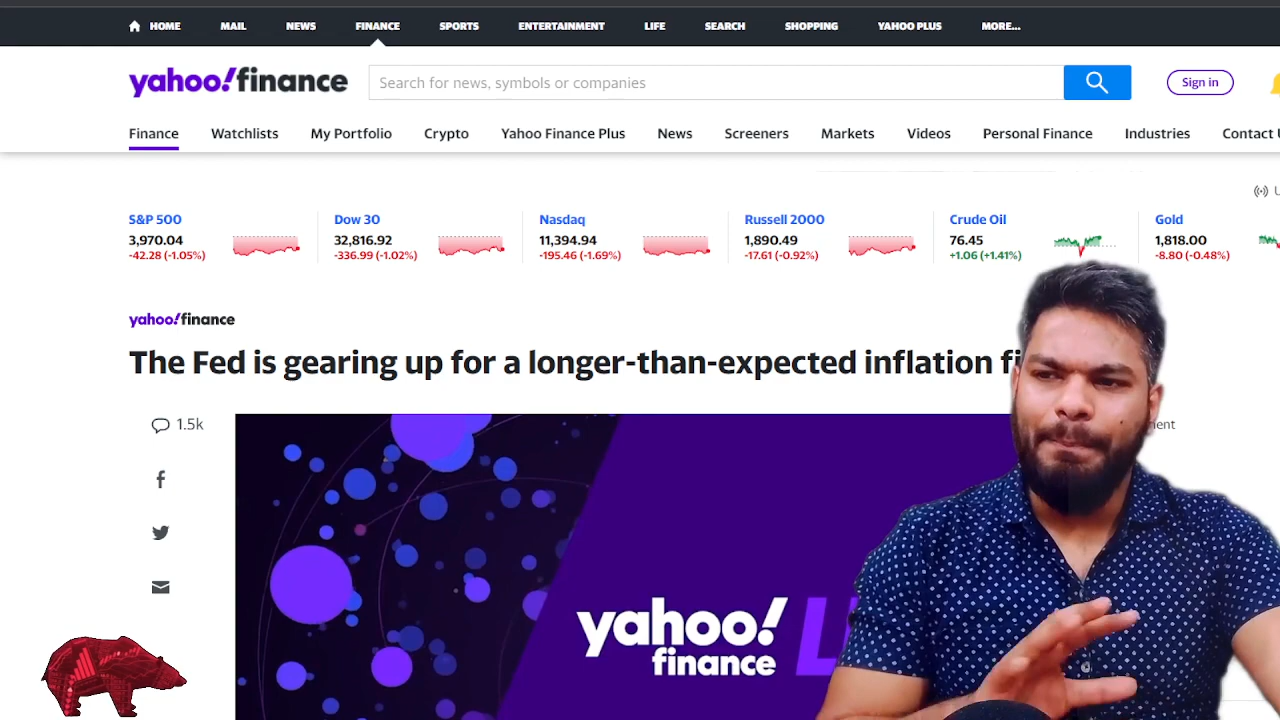 HOME MAIL NEWS FINANCE SPORTS ENTERTAINMENT LIFE SEARCH SHOPPING YAHOO PLUS MORE...
yahoo!finance Search for news, symbols or companies Sign in
Finance Watchlists My Portfolio Crypto Yahoo Finance Plus News Screeners Markets Videos Personal Finance Industries Contact
S&P 500 Dow 30 Nasdaq Russell 2000 Crude Oil Gold
3,970.04 32,816.92 11,394.94 1,890.49 76.45 1,818.00
-42.28 (-1.05%) -336.99 (-1.02%) -195.46 (-1.69%) -17.61 (-0.92%) +1.06 (+1.41%) -8.80 (-0.48%)
yahoo!finance
The Fed is gearing up for a longer-than-expected inflation
1.5k
yahoo!
finance